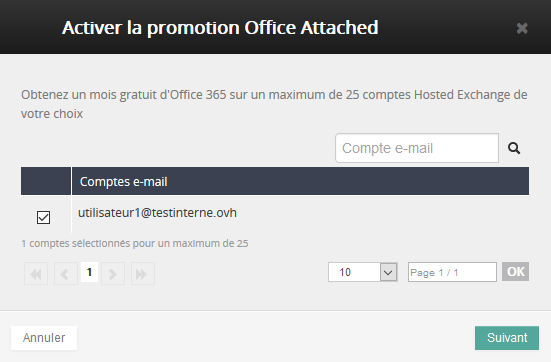 Activer la promotion Office Attached
Obtenez un mois gratuit d'Office 365 sur un maximum de 25 comptes Hosted Exchange de
votre choix
Compte e-mail
Comptes e-mail
utilisateur1@testinterne.ovh
1 comptes sélectionnés pour un maximum de 25
1 10 Page 1 / 1 OK
Annuler Suivant